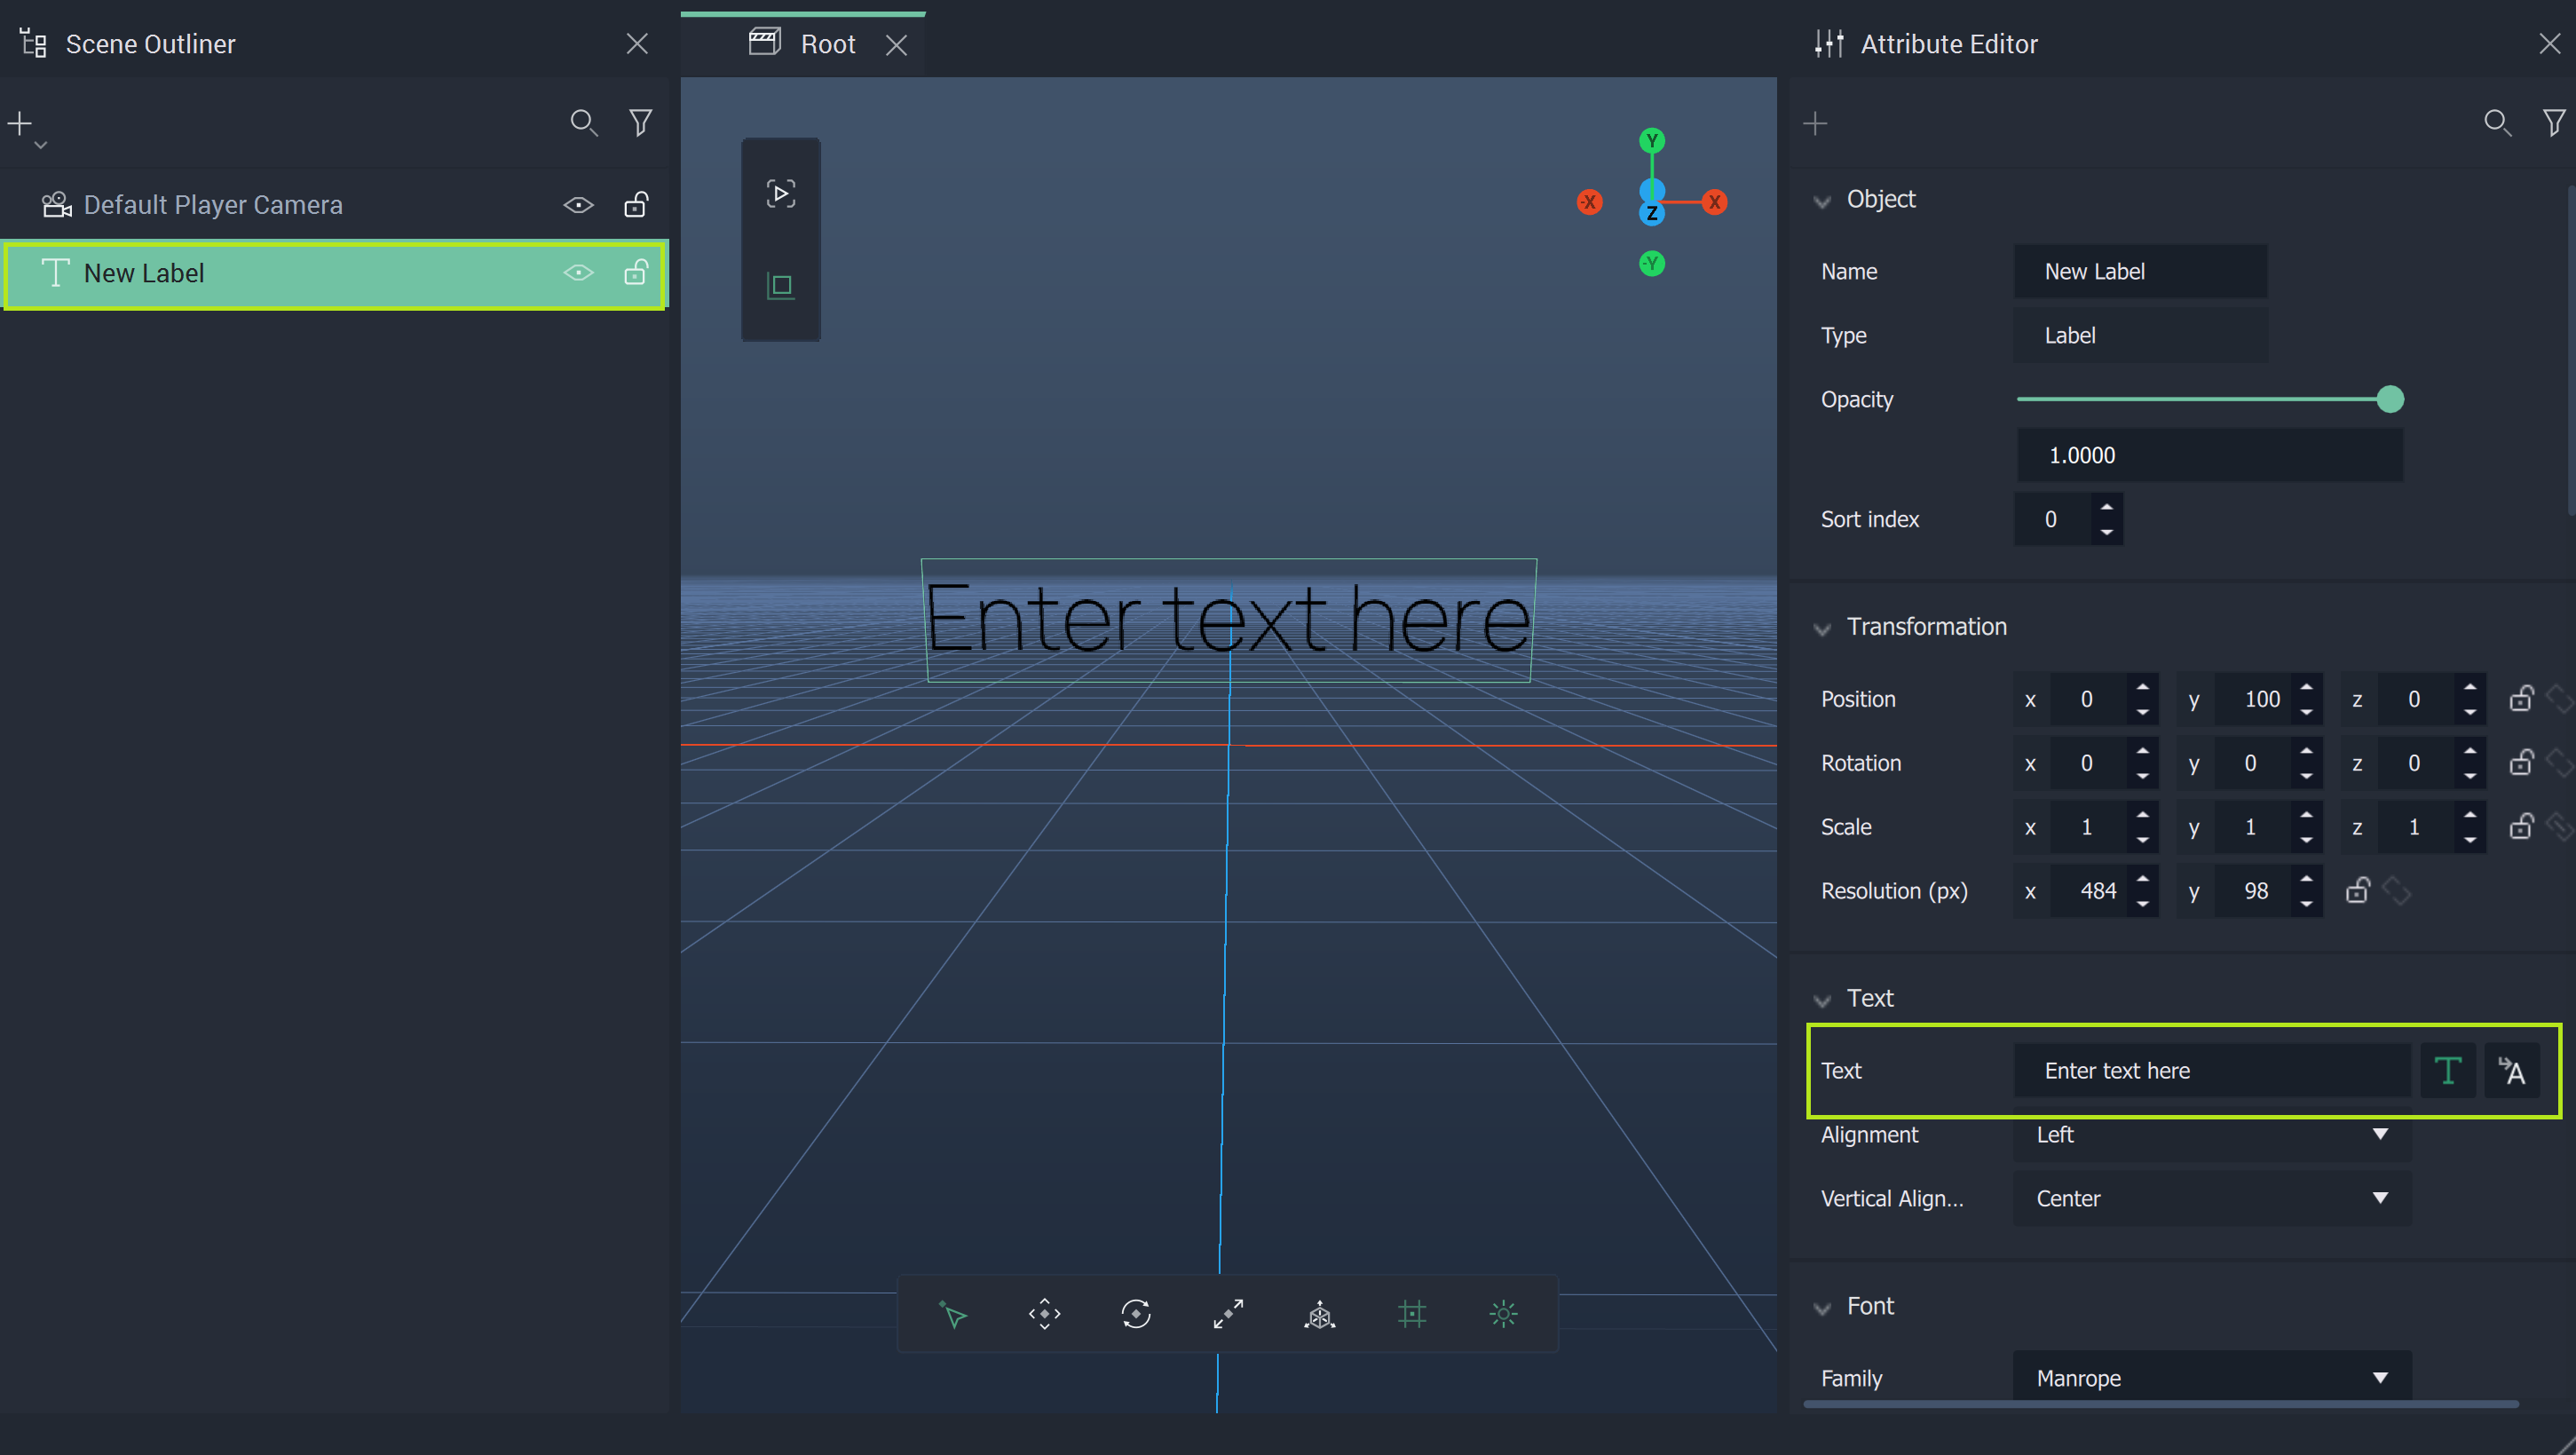 Scene Outliner
Default Player Camera
New Label
Root
Y
-X
Z
X
-Y
Enter text here
Attribute Editor
Object
Name New Label
Type Label
Opacity
1.0000
Sort index 0
Transformation
Position x 0 y 100 z 0
Rotation x 0 y 0 z 0
Scale x 1 y 1 z 1
Resolution (px) x 484 y 98
Text
Text Enter text here
Alignment Left
Vertical Align... Center
Font
Family Manrope